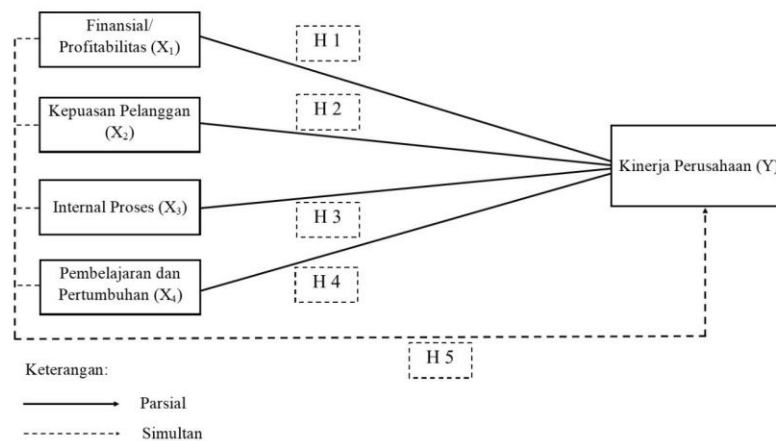 Finansial/
Profitabilitas (X₁)
H 1
Kepuasan Pelanggan
(X₂)
H 2
Kinerja Perusahaan (Y)
Internal Proses (X₃)
H 3
Pembelajaran dan
Pertumbuhan (X₄)
H 4
H 5
Keterangan:
Parsial
Simultan